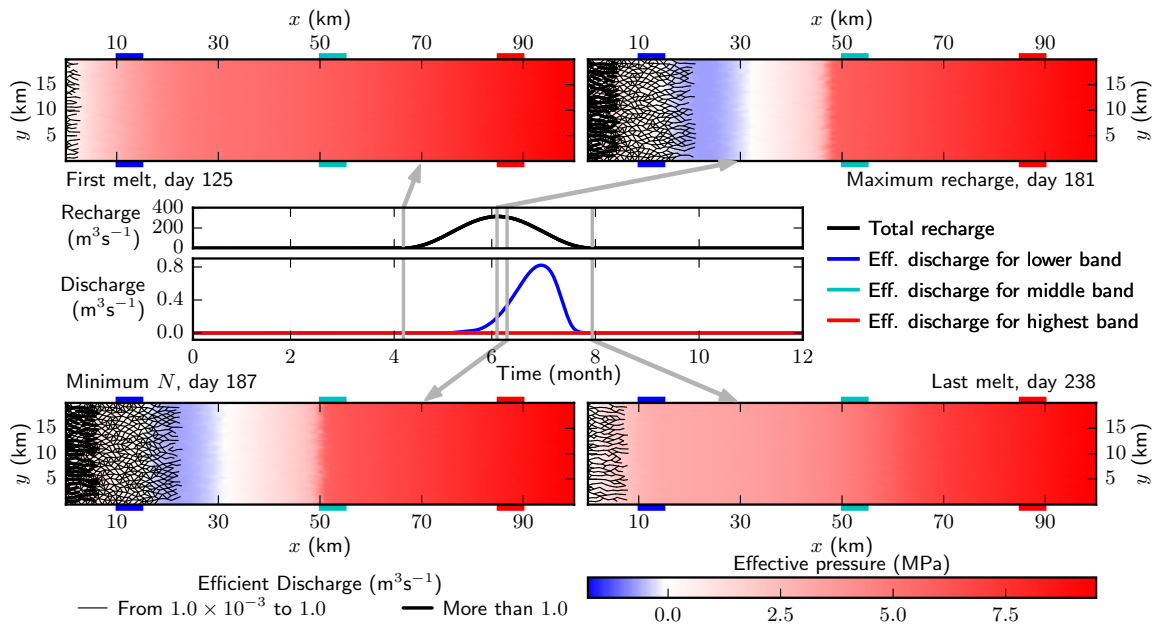 x (km) x (km)
10 30 50 70 90 10 30 50 70 90
y (km) 15 10 5 15 10 5 y (km)
First melt, day 125 Maximum recharge, day 181
Recharge (m³s⁻¹) 400 200 0
Total recharge
Eff. discharge for lower band
Eff. discharge for middle band
Eff. discharge for highest band
Discharge (m³s⁻¹) 0.8 0.4 0.0
0 2 4 6 8 10 12
Time (month)
Minimum N, day 187 Last melt, day 238
y (km) 15 10 5 15 10 5 y (km)
10 30 50 70 90 10 30 50 70 90
x (km) x (km)
Efficient Discharge (m³s⁻¹) Effective pressure (MPa)
From 1.0 × 10⁻³ to 1.0 More than 1.0
0.0 2.5 5.0 7.5